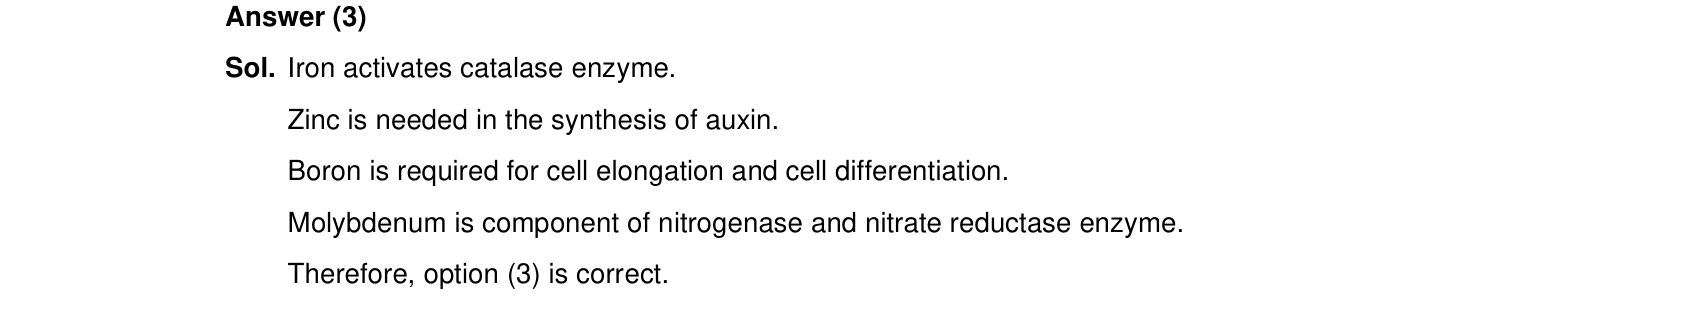 Answer (3)
Sol. Iron activates catalase enzyme.
Zinc is needed in the synthesis of auxin.
Boron is required for cell elongation and cell differentiation.
Molybdenum is component of nitrogenase and nitrate reductase enzyme.
Therefore, option (3) is correct.